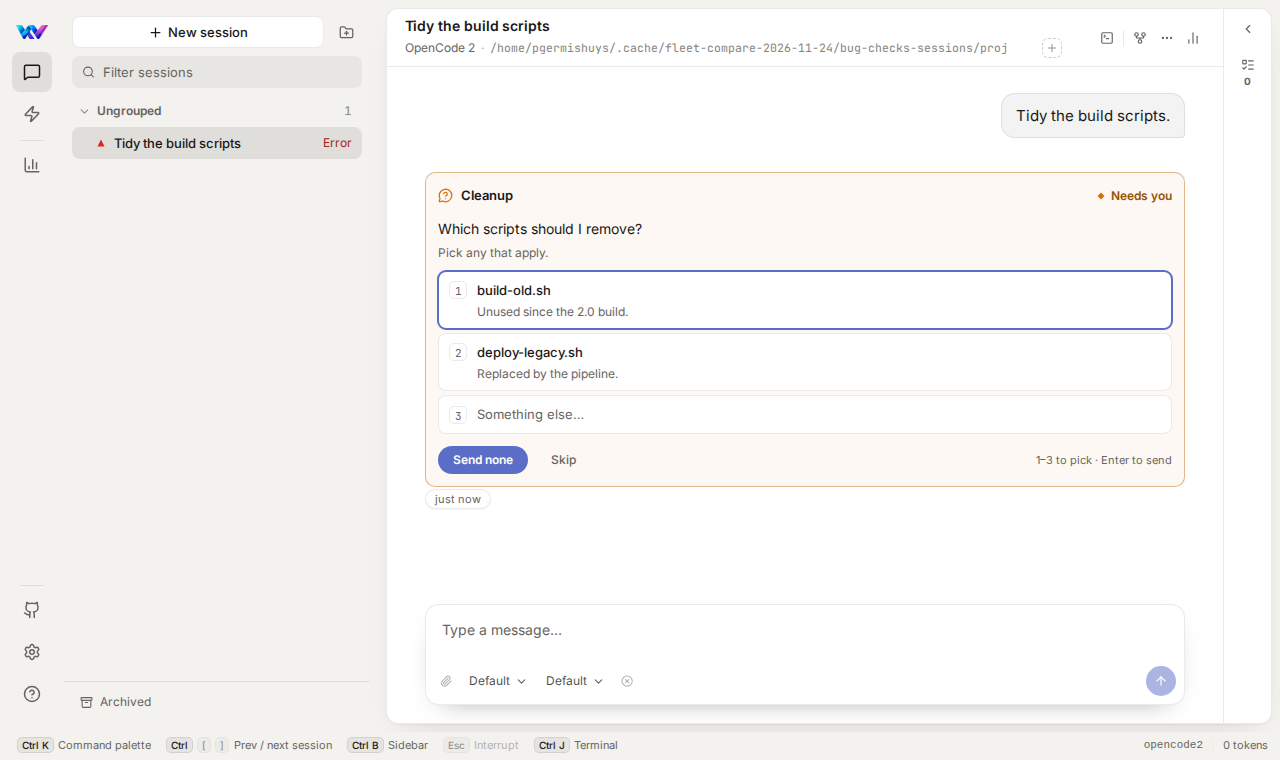 New session
Filter sessions
Ungrouped 1
Tidy the build scripts Error
Archived
Tidy the build scripts
OpenCode 2 · /home/pgermishuys/.cache/fleet-compare-2026-11-24/bug-checks-sessions/proj
0
Tidy the build scripts.
Cleanup Needs you
Which scripts should I remove?
Pick any that apply.
1 build-old.sh
Unused since the 2.0 build.
2 deploy-legacy.sh
Replaced by the pipeline.
3 Something else...
Send none Skip 1–3 to pick · Enter to send
just now
Type a message...
Default Default
Ctrl K Command palette Ctrl [ ] Prev / next session Ctrl B Sidebar Esc Interrupt Ctrl J Terminal opencode2 0 tokens